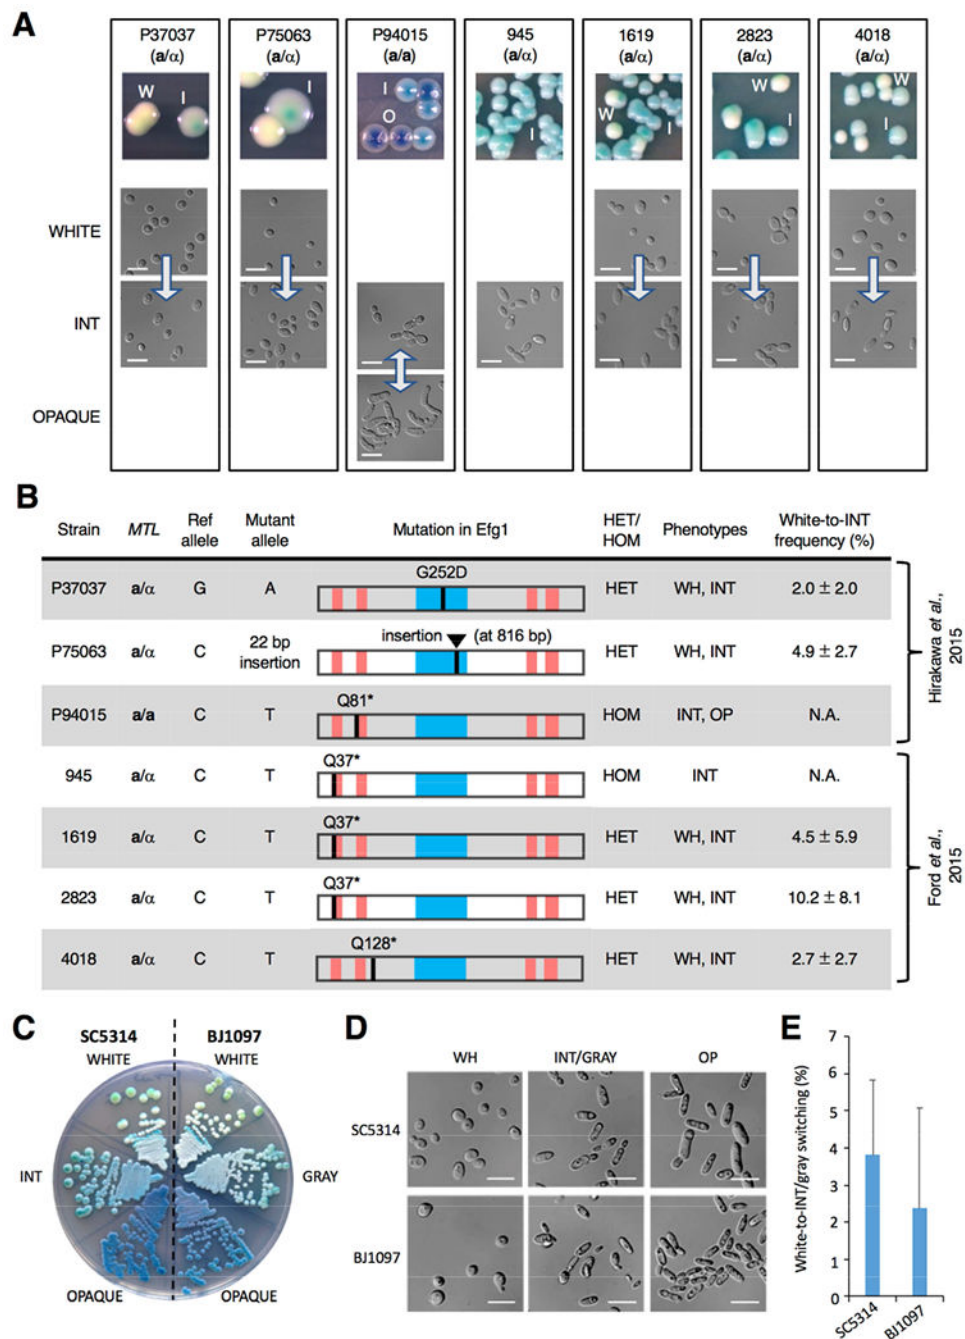 A
P37037 P75063 P94015 945 1619 2823 4018
(a/α) (a/α) (a/a) (a/α) (a/α) (a/α) (a/α)
W I I I O I W I W I W I
WHITE
INT
OPAQUE
B
Strain MTL Ref allele Mutant allele Mutation in Efg1 HET/HOM Phenotypes White-to-INT frequency (%)
P37037 a/α G A G252D HET WH, INT 2.0 ± 2.0
P75063 a/α C 22 bp insertion insertion (at 816 bp) HET WH, INT 4.9 ± 2.7
P94015 a/a C T Q81* HOM INT, OP N.A.
Hirakawa et al., 2015
945 a/α C T Q37* HOM INT N.A.
1619 a/α C T Q37* HET WH, INT 4.5 ± 5.9
2823 a/α C T Q37* HET WH, INT 10.2 ± 8.1
4018 a/α C T Q128* HET WH, INT 2.7 ± 2.7
Ford et al., 2015
C
SC5314 BJ1097
WHITE WHITE
INT GRAY
OPAQUE OPAQUE
D
WH INT/GRAY OP
SC5314
BJ1097
E
White-to-INT/gray switching (%)
7
6
5
4
3
2
1
0
SC5314 BJ1097